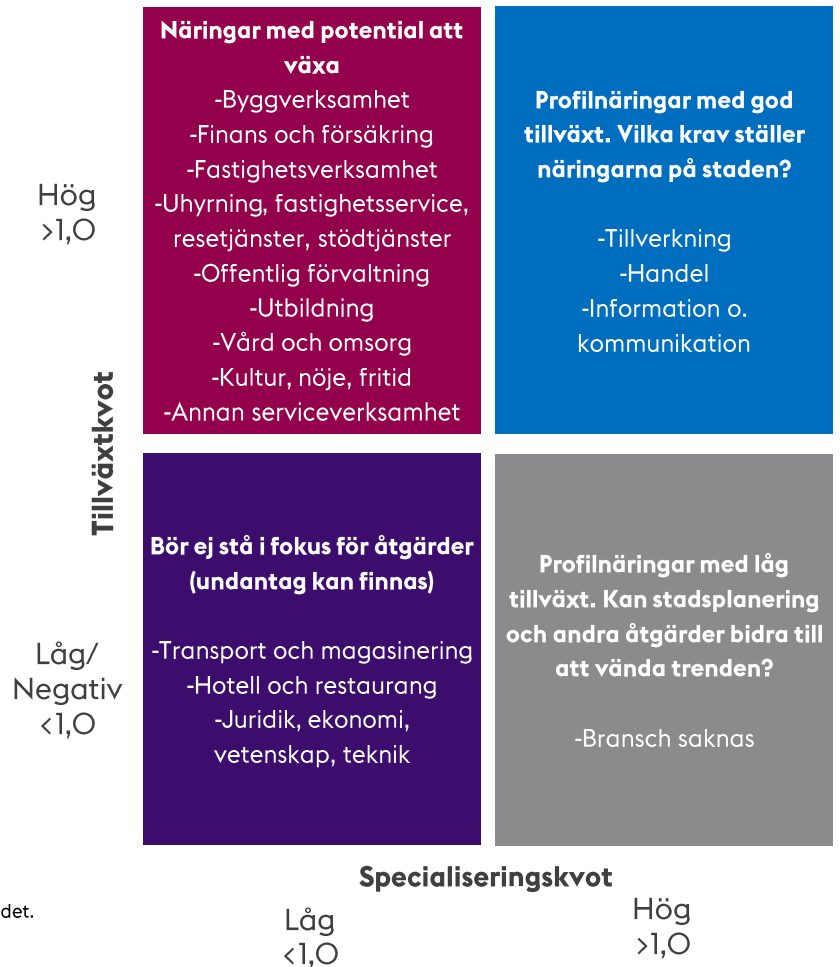 Näringar med potential att
växa
-Byggverksamhet
-Finans och försäkring
-Fastighetsverksamhet
-Uhyrning, fastighetsservice,
resetjänster, stödtjänster
-Offentlig förvaltning
-Utbildning
-Vård och omsorg
-Kultur, nöje, fritid
-Annan serviceverksamhet
Profilnäringar med god
tillväxt. Vilka krav ställer
näringarna på staden?
-Tillverkning
-Handel
-Information o.
kommunikation
Hög
>1,0
Tillväxtkvot
Bör ej stå i fokus för åtgärder
(undantag kan finnas)
-Transport och magasinering
-Hotell och restaurang
-Juridik, ekonomi,
vetenskap, teknik
Profilnäringar med låg
tillväxt. Kan stadsplanering
och andra åtgärder bidra till
att vända trenden?
-Bransch saknas
Låg/
Negativ
<1,0
Specialiseringskvot
det.
Låg
<1,0
Hög
>1,0